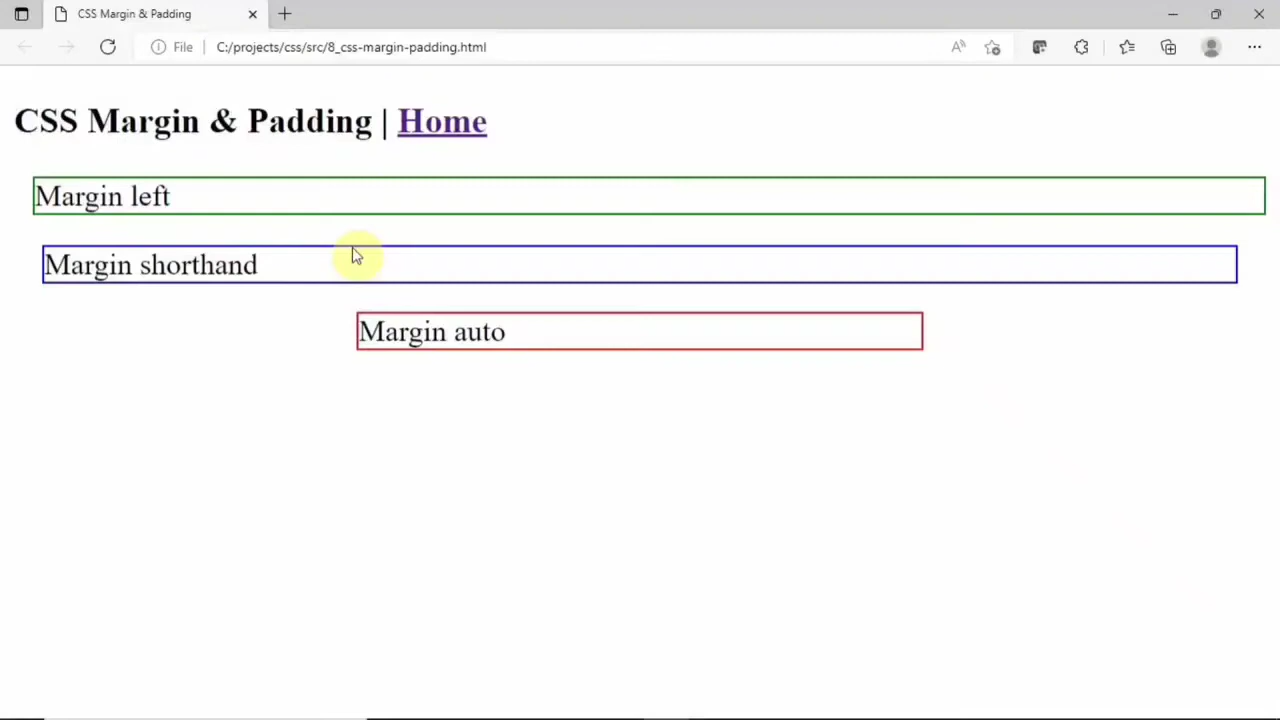 CSS Margin & Padding
File C:/projects/css/src/8_css-margin-padding.html
CSS Margin & Padding | Home
Margin left
Margin shorthand
Margin auto